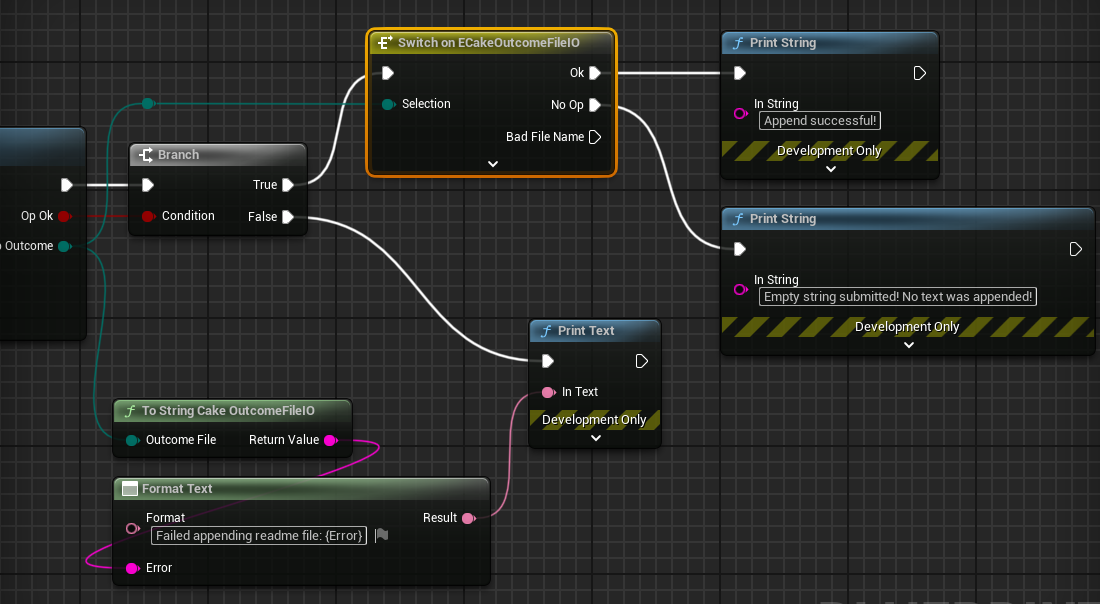 Switch on ECakeOutcomeFileIO
Ok
Selection
No Op
Bad File Name
Print String
In String
Append successful!
Development Only
Branch
True
Condition
False
Op Ok
Outcome
Print String
In String
Empty string submitted! No text was appended!
Development Only
Print Text
In Text
Development Only
To String Cake OutcomeFileIO
Outcome File
Return Value
Format Text
Format
Result
Failed appending readme file: {Error}
Error